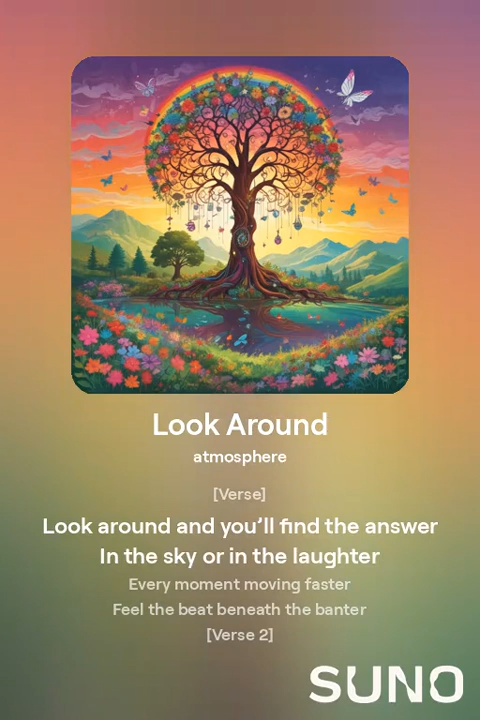 Look Around
atmosphere
[Verse]
Look around and you’ll find the answer
In the sky or in the laughter
Every moment moving faster
Feel the beat beneath the banter
[Verse 2]
SUNO